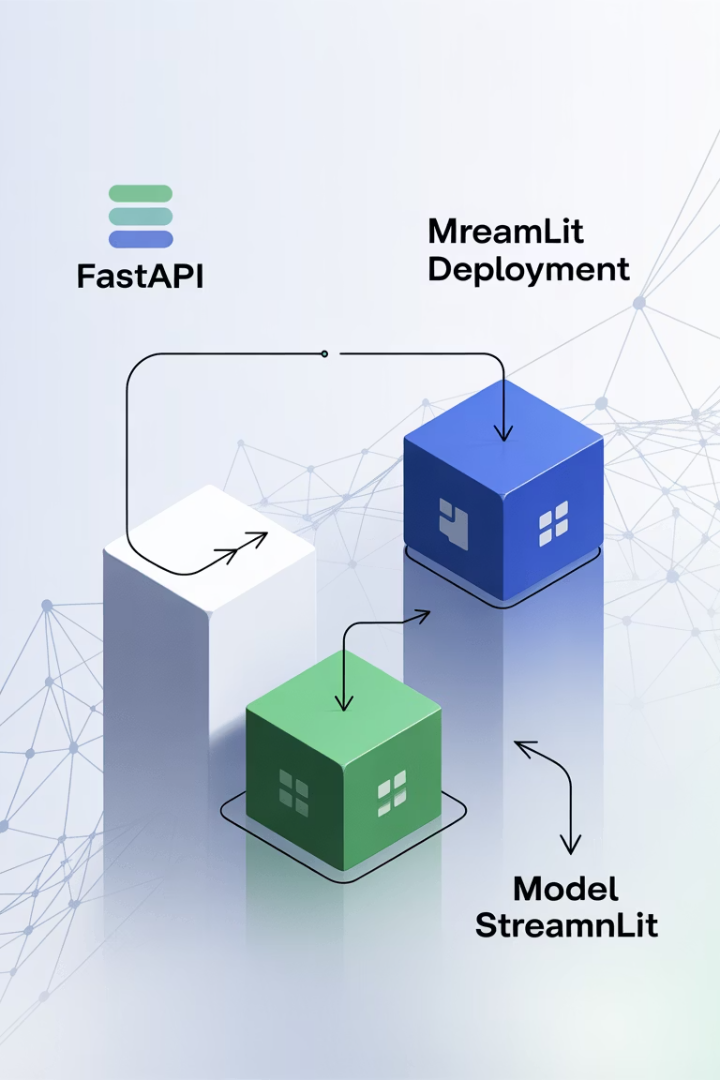 FastAPI
MreamLit
Deployment
Model
StreamnLit